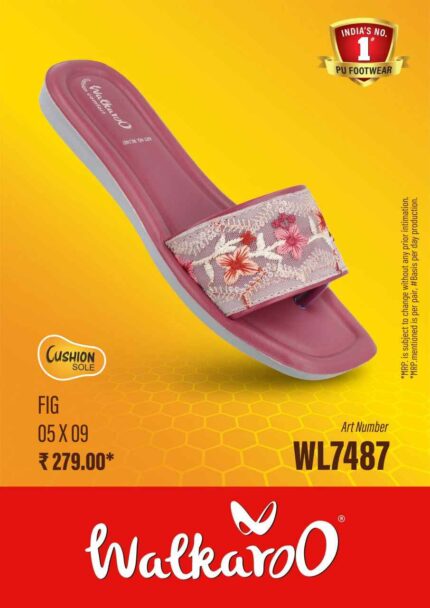 INDIA'S NO.
1#
PU FOOTWEAR
Walkaroo
*MRP. is subject to change without any prior intimation.
*MRP.mentioned is per pair. #Basis per day production.
CUSHION
SOLE
FIG
05 X 09
₹ 279.00*
Art Number
WL7487
Walkaroo®